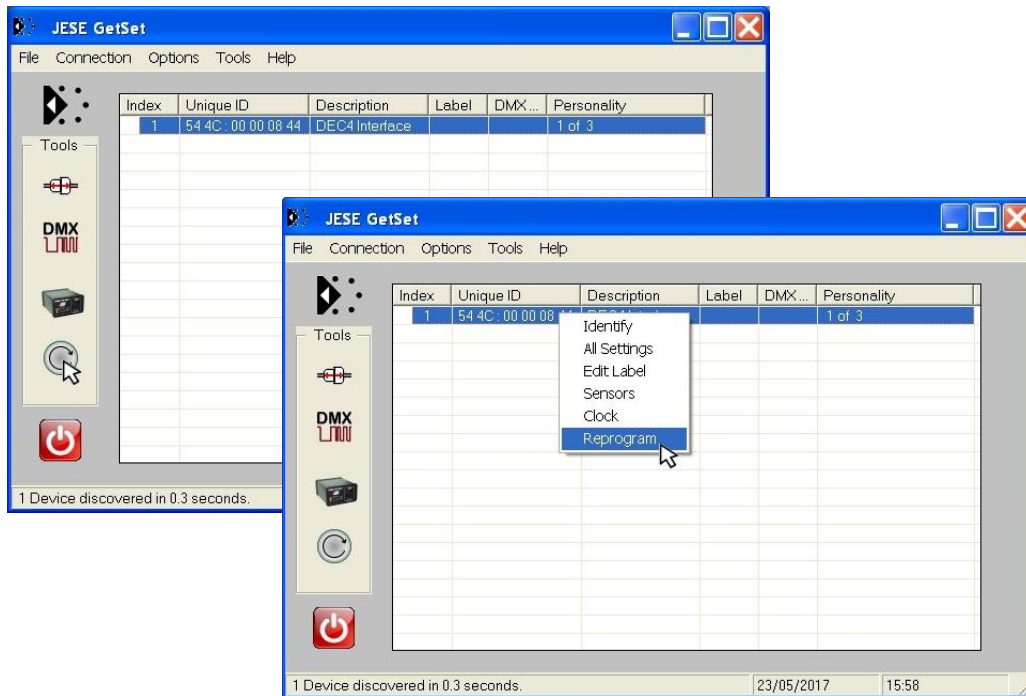 JESE GetSet
File Connection Options Tools Help
Index Unique ID Description Label DMX... Personality
1 54 4C : 00 00 08 44 DEC4 Interface 1 of 3
Tools
DMX
1 Device discovered in 0.3 seconds.
JESE GetSet
File Connection Options Tools Help
Index Unique ID Description Label DMX... Personality
1 54 4C : 00 00 08 1 of 3
Tools
Identify
All Settings
Edit Label
Sensors
Clock
Reprogram
DMX
1 Device discovered in 0.3 seconds. 23/05/2017 15:58